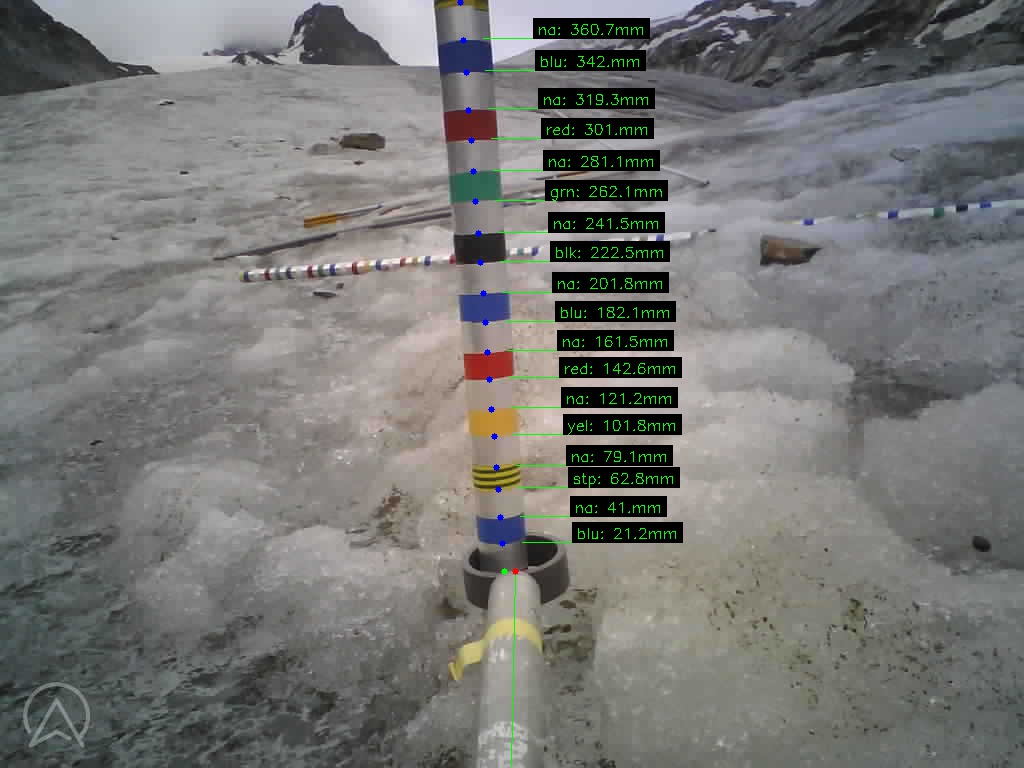 na: 360.7mm
blu: 342.mm
na: 319.3mm
red: 301.mm
na: 281.1mm
grn: 262.1mm
na: 241.5mm
blk: 222.5mm
na: 201.8mm
blu: 182.1mm
na: 161.5mm
red: 142.6mm
na: 121.2mm
yel: 101.8mm
na: 79.1mm
stp: 62.8mm
na: 41.mm
blu: 21.2mm